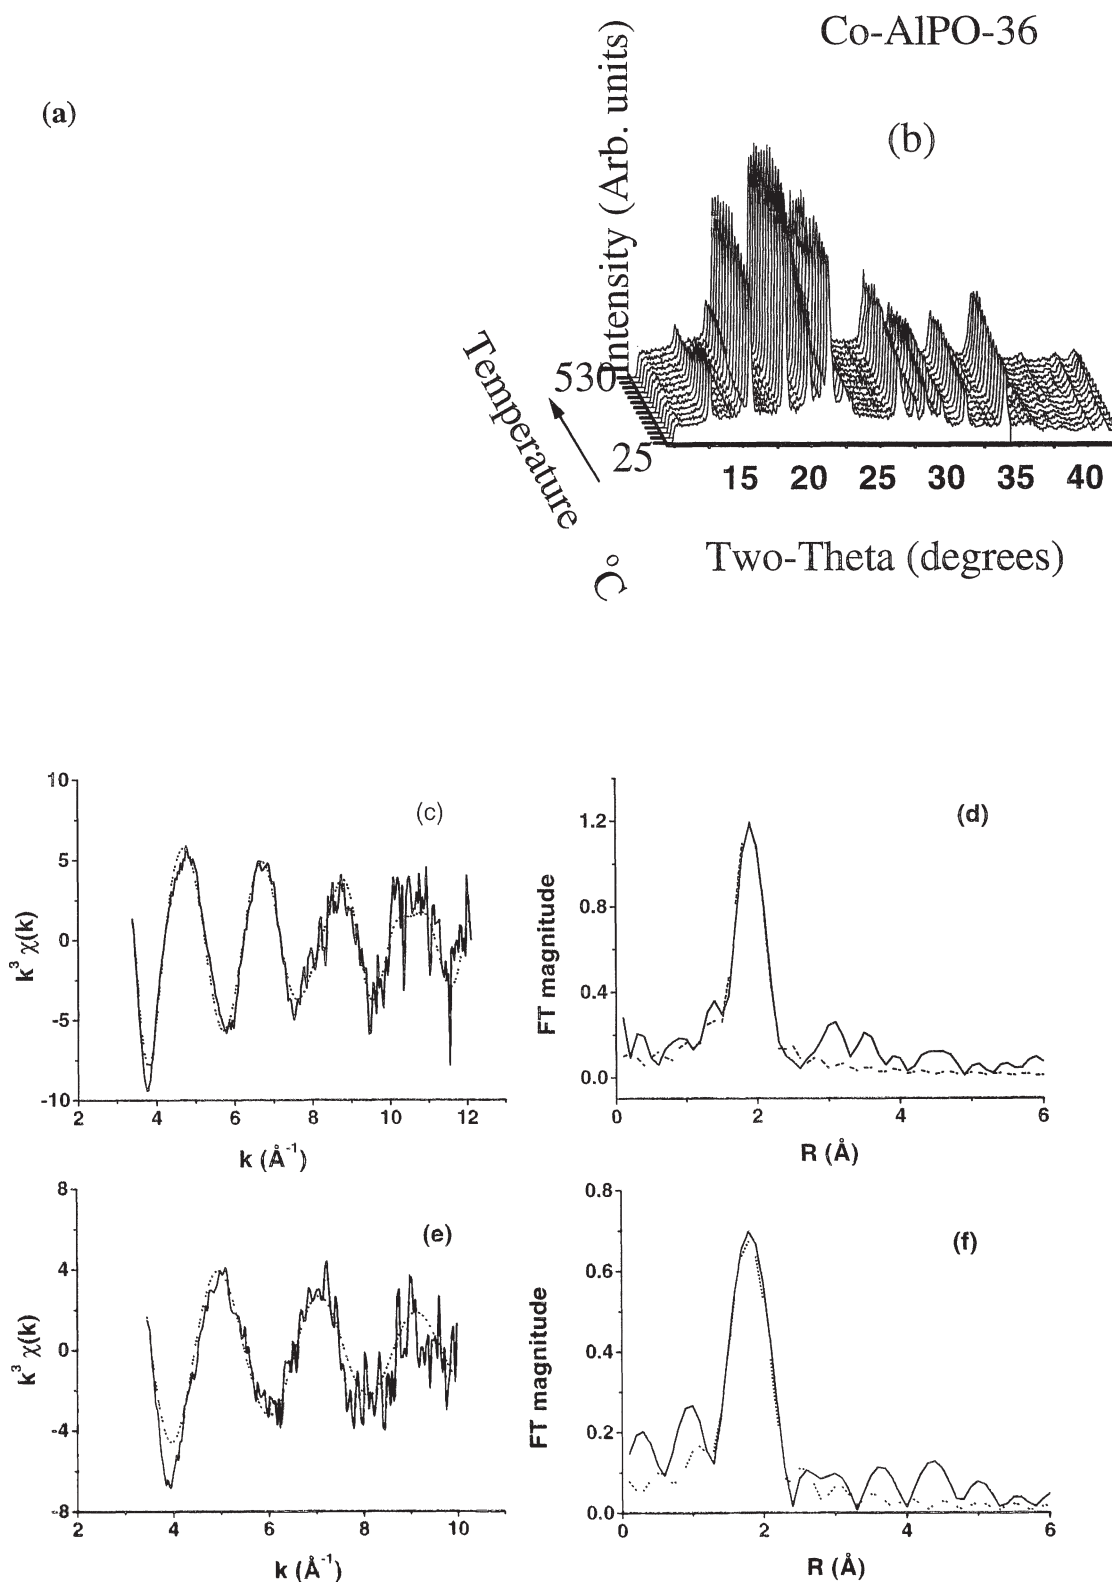 Co-AlPO-36
(a)
(b)
Intensity (Arb. units)
Temperature
°C
530
25
15 20 25 30 35 40
Two-Theta (degrees)
(c)
10
5
0
-5
-10
k³ χ(k)
2 4 6 8 10 12
k (Å⁻¹)
(d)
1.2
0.8
0.4
0.0
FT magnitude
0 2 4 6
R (Å)
(e)
8
4
0
-4
-8
k³ χ(k)
2 4 6 8 10
k (Å⁻¹)
(f)
0.8
0.6
0.4
0.2
0.0
FT magnitude
0 2 4 6
R (Å)